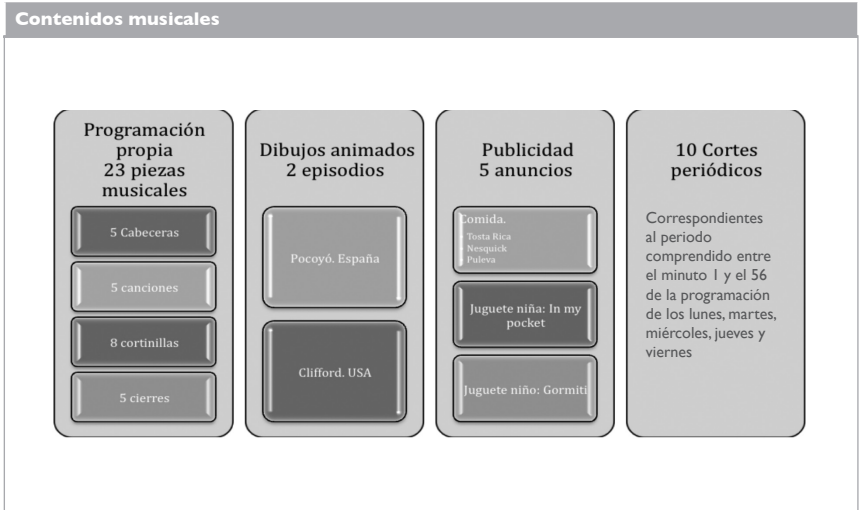 Contenidos musicales
Programación
propia
23 piezas
musicales
5 Cabeceras
5 canciones
8 cortinillas
5 cierres
Dibujos animados
2 episodios
Pocoyó. España
Clifford. USA
Publicidad
5 anuncios
Comida.
- Tosta Rica
- Nesquick
- Puleva
Juguete niña: In my
pocket
Juguete niño: Gormiti
10 Cortes
periódicos
Correspondientes
al periodo
comprendido entre
el minuto 1 y el 56
de la programación
de los lunes, martes,
miércoles, jueves y
viernes